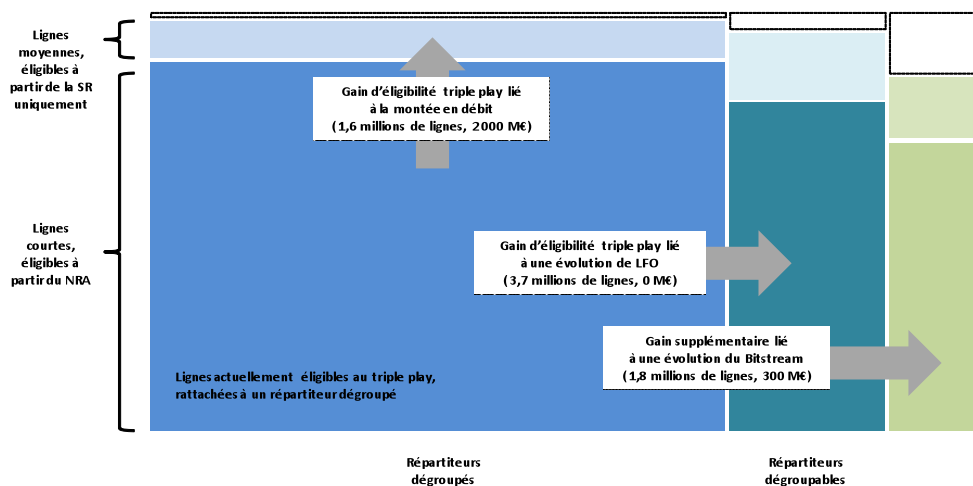 Lignes
moyennes,
éligibles à
partir de la SR
uniquement
Gain d'éligibilité triple play lié
à la montée en débit
(1,6 millions de lignes, 2000 M€)
Lignes
courtes,
éligibles à
partir du NRA
Gain d'éligibilité triple play lié
à une évolution de LFO
(3,7 millions de lignes, 0 M€)
Gain supplémentaire lié
à une évolution du Bitstream
(1,8 millions de lignes, 300 M€)
Lignes actuellement éligibles au triple play,
rattachées à un répartiteur dégroupé
Répartiteurs
dégroupés
Répartiteurs
dégroupables